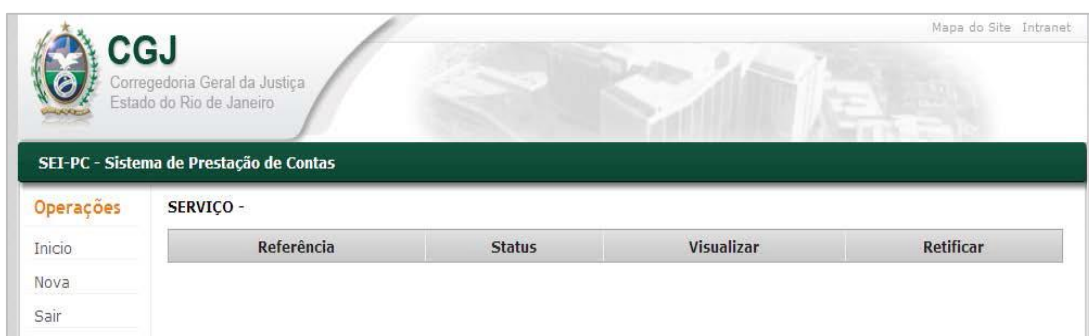 Mapa do Site Intranet
CGJ
Corregedoria Geral da Justiça
Estado do Rio de Janeiro
SEI-PC - Sistema de Prestação de Contas
Operações
Inicio
Nova
Sair
SERVIÇO -
Referência Status Visualizar Retificar